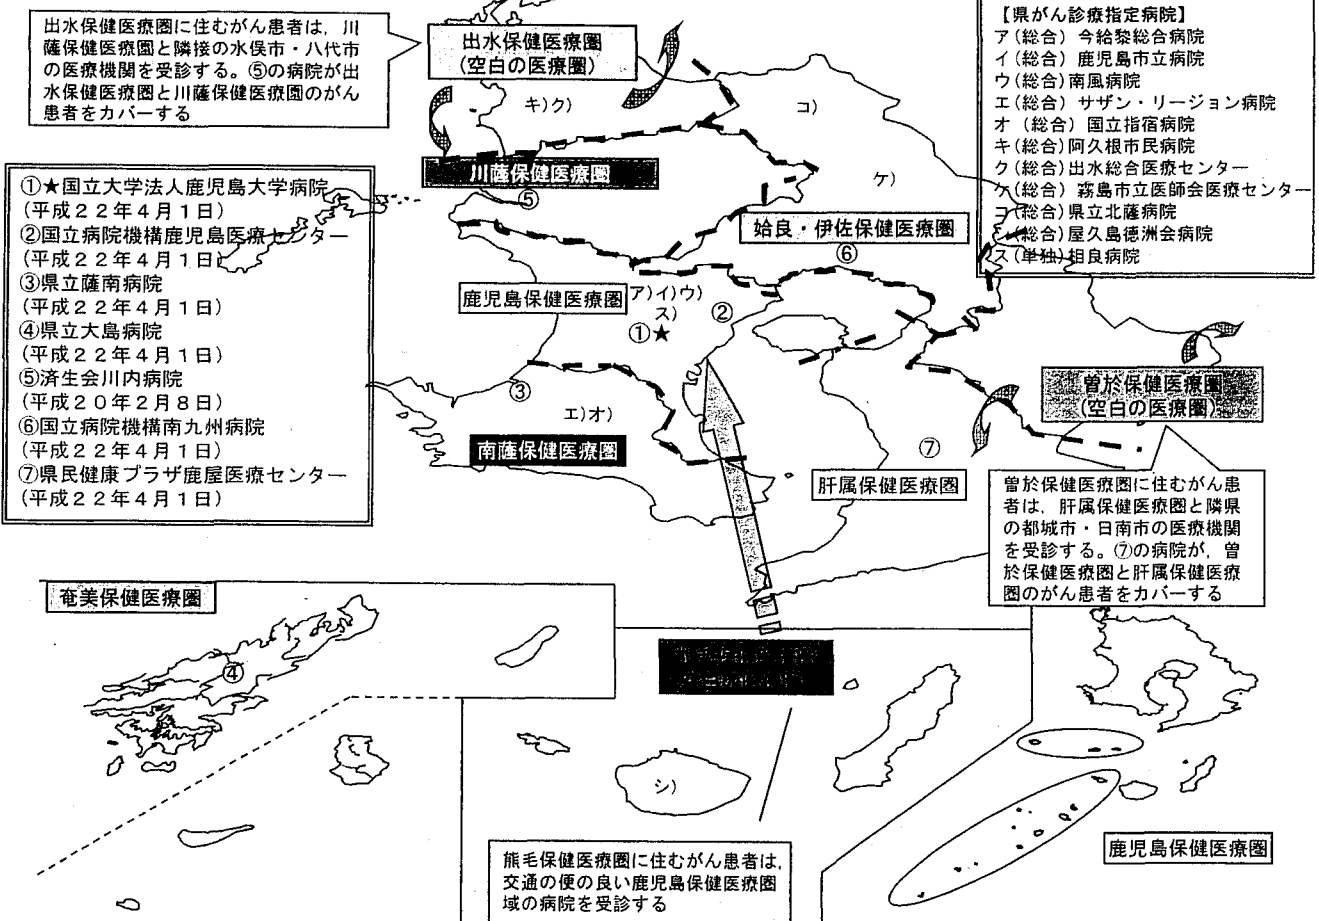 出水保健医療圏に住むがん患者は，川
薩保健医療圏と隣接の水俣市・八代市
の医療機関を受診する。⑤の病院が出
水保健医療圏と川薩保健医療圏のがん
患者をカバーする
出水保健医療圏
(空白の医療圏)
【県がん診療指定病院】
ア(総合) 今給黎総合病院
イ(総合) 鹿児島市立病院
ウ(総合)南風病院
エ(総合) サザン・リージョン病院
オ (総合) 国立指宿病院
キ(総合)阿久根市民病院
ク(総合)出水総合医療センター
ケ(総合) 霧島市立医師会医療センター
コ(総合)県立北薩病院
(総合)屋久島徳洲会病院
ス(単独)相良病院
キ)ク)
コ)
ケ)
川薩保健医療圏
⑤
①★国立大学法人鹿児島大学病院
(平成２２年４月１日)
②国立病院機構鹿児島医療センター
(平成２２年４月１日)
③県立薩南病院
(平成２２年４月１日)
④県立大島病院
(平成２２年４月１日)
⑤済生会川内病院
(平成２０年２月８日)
⑥国立病院機構南九州病院
(平成２２年４月１日)
⑦県民健康プラザ鹿屋医療センター
(平成２２年４月１日)
姶良・伊佐保健医療圏
⑥
鹿児島保健医療圏
ア)イ)ウ)
ス)
②
①★
③
エ)オ)
南薩保健医療圏
曽於保健医療圏
(空白の医療圏)
⑦
肝属保健医療圏
曽於保健医療圏に住むがん患
者は，肝属保健医療圏と隣県
の都城市・日南市の医療機関
を受診する。⑦の病院が，曽
於保健医療圏と肝属保健医療
圏のがん患者をカバーする
奄美保健医療圏
④
シ)
熊毛保健医療圏に住むがん患者は，
交通の便の良い鹿児島保健医療圏
域の病院を受診する
鹿児島保健医療圏